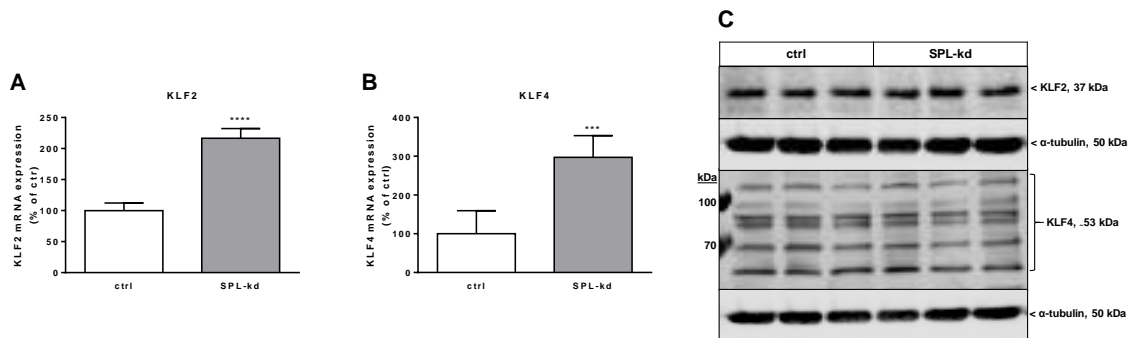 A
KLF2
KLF2 mRNA expression
(% of ctr)
250
200
150
100
50
0
****
ctrl
SPL-kd
B
KLF4
KLF4 mRNA expression
(% of ctrl)
400
300
200
100
0
***
ctrl
SPL-kd
C
ctrl SPL-kd
< KLF2, 37 kDa
< α-tubulin, 50 kDa
kDa
100
70
KLF4, ~53 kDa
< α-tubulin, 50 kDa